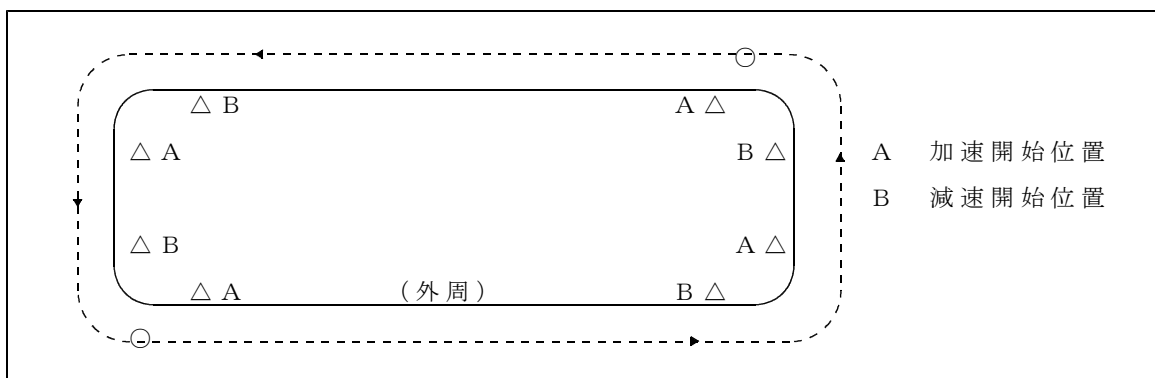 △ B A △
△ A B △ A 加速開始位置
B 減速開始位置
△ B A △
△ A (外周) B △